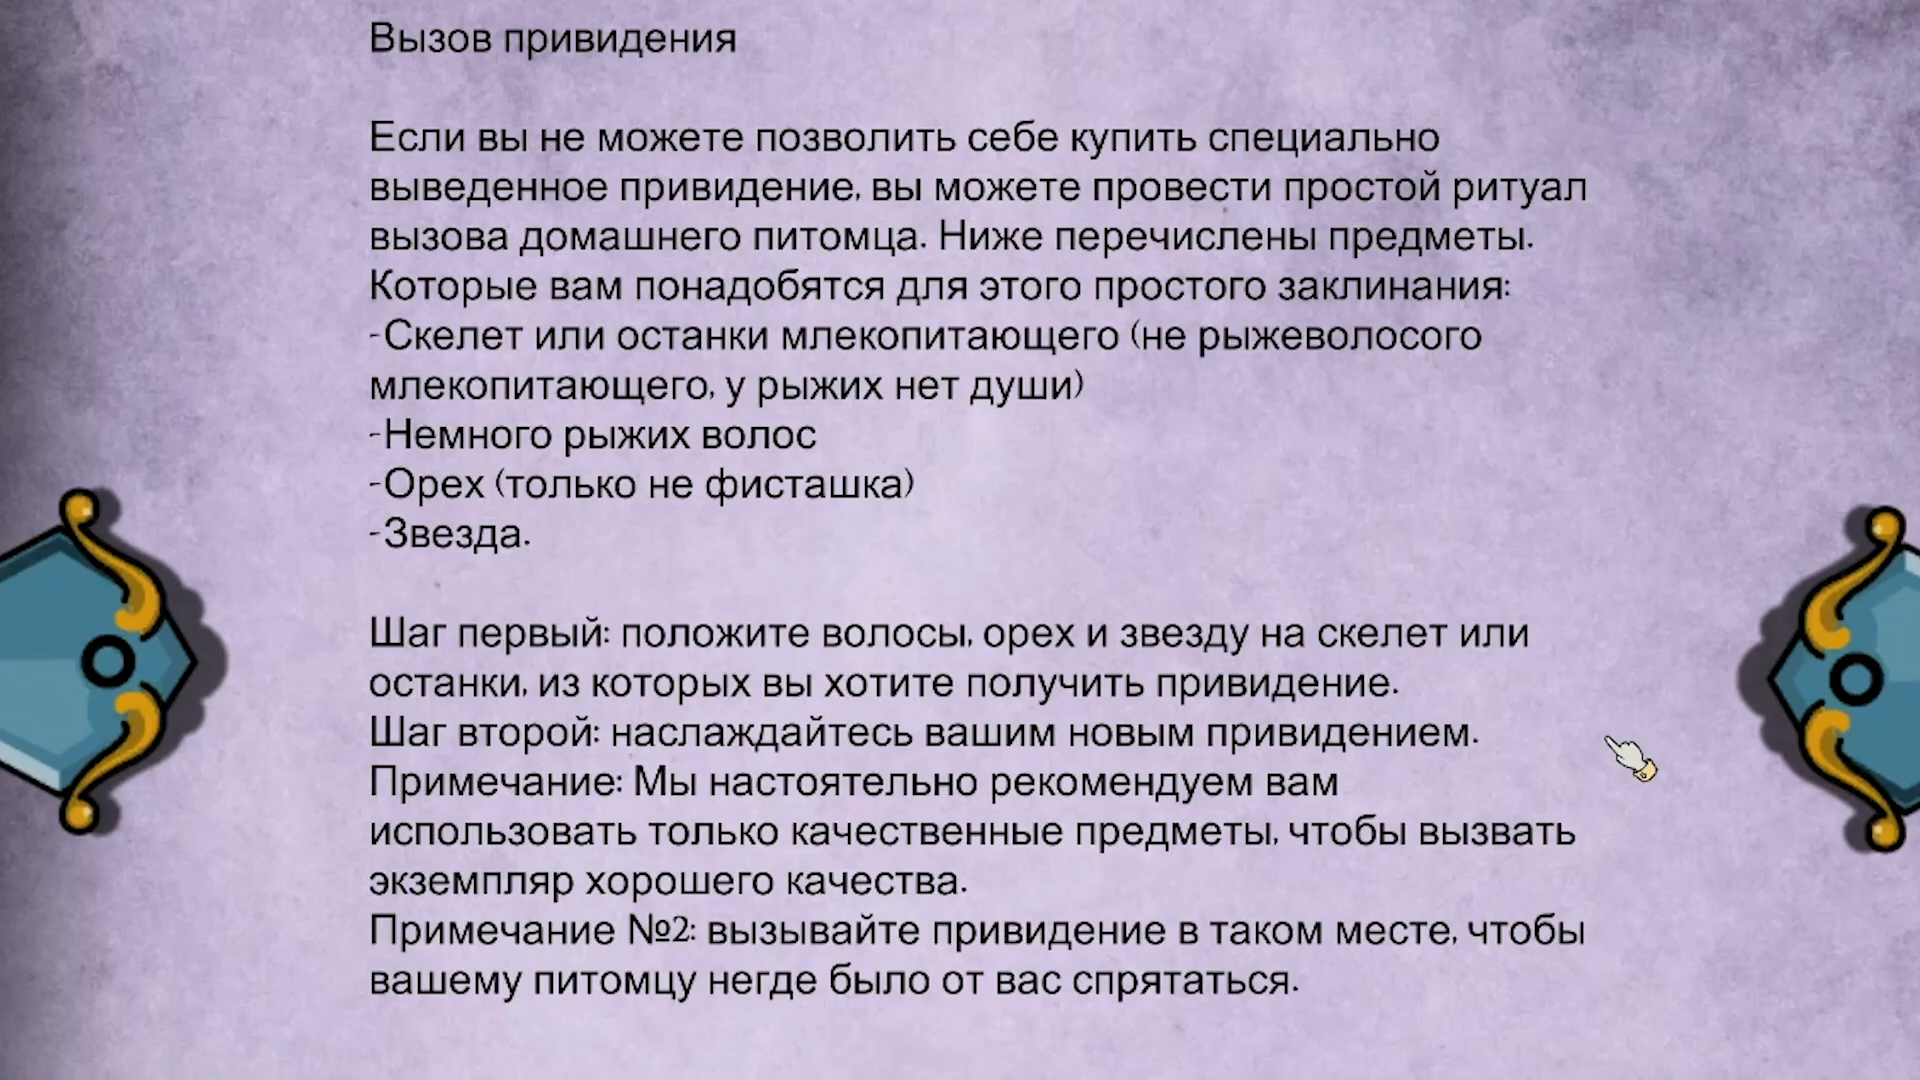 Вызов привидения
Если вы не можете позволить себе купить специально
выведенное привидение, вы можете провести простой ритуал
вызова домашнего питомца. Ниже перечислены предметы.
Которые вам понадобятся для этого простого заклинания:
-Скелет или останки млекопитающего (не рыжеволосого
млекопитающего, у рыжих нет души)
-Немного рыжих волос
-Орех (только не фисташка)
-Звезда.
Шаг первый: положите волосы, орех и звезду на скелет или
останки, из которых вы хотите получить привидение.
Шаг второй: наслаждайтесь вашим новым привидением.
Примечание: Мы настоятельно рекомендуем вам
использовать только качественные предметы, чтобы вызвать
экземпляр хорошего качества.
Примечание №2: вызывайте привидение в таком месте, чтобы
вашему питомцу негде было от вас спрятаться.